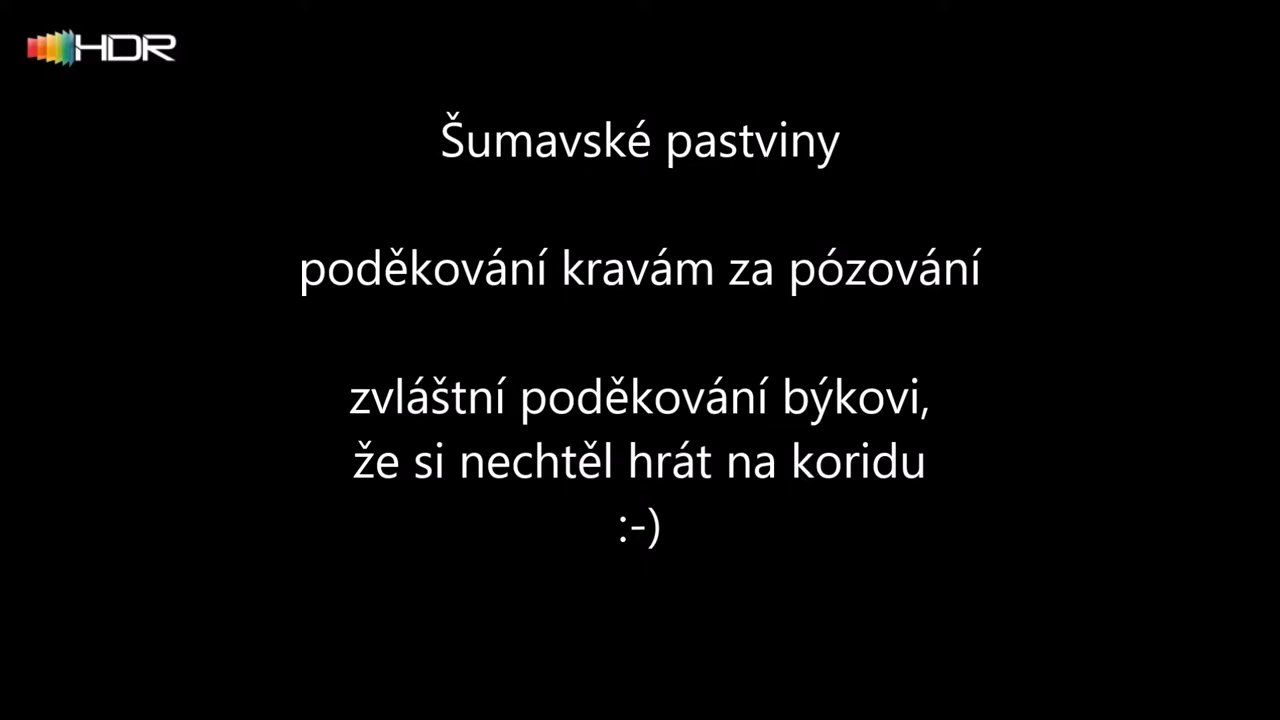 HDR
Šumavské pastviny
poděkování kravám za pózování
zvláštní poděkování býkovi,
že si nechtěl hrát na koridu
:-)